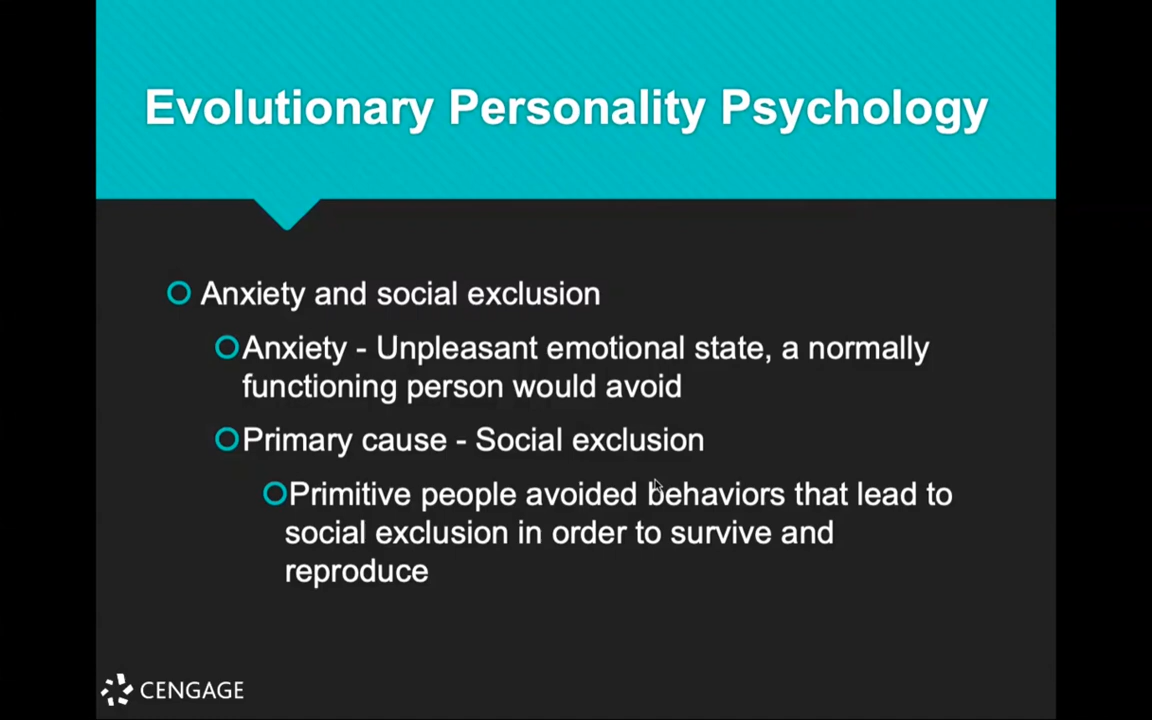 Evolutionary Personality Psychology
Anxiety and social exclusion
Anxiety - Unpleasant emotional state, a normally
functioning person would avoid
Primary cause - Social exclusion
Primitive people avoided behaviors that lead to
social exclusion in order to survive and
reproduce
CENGAGE